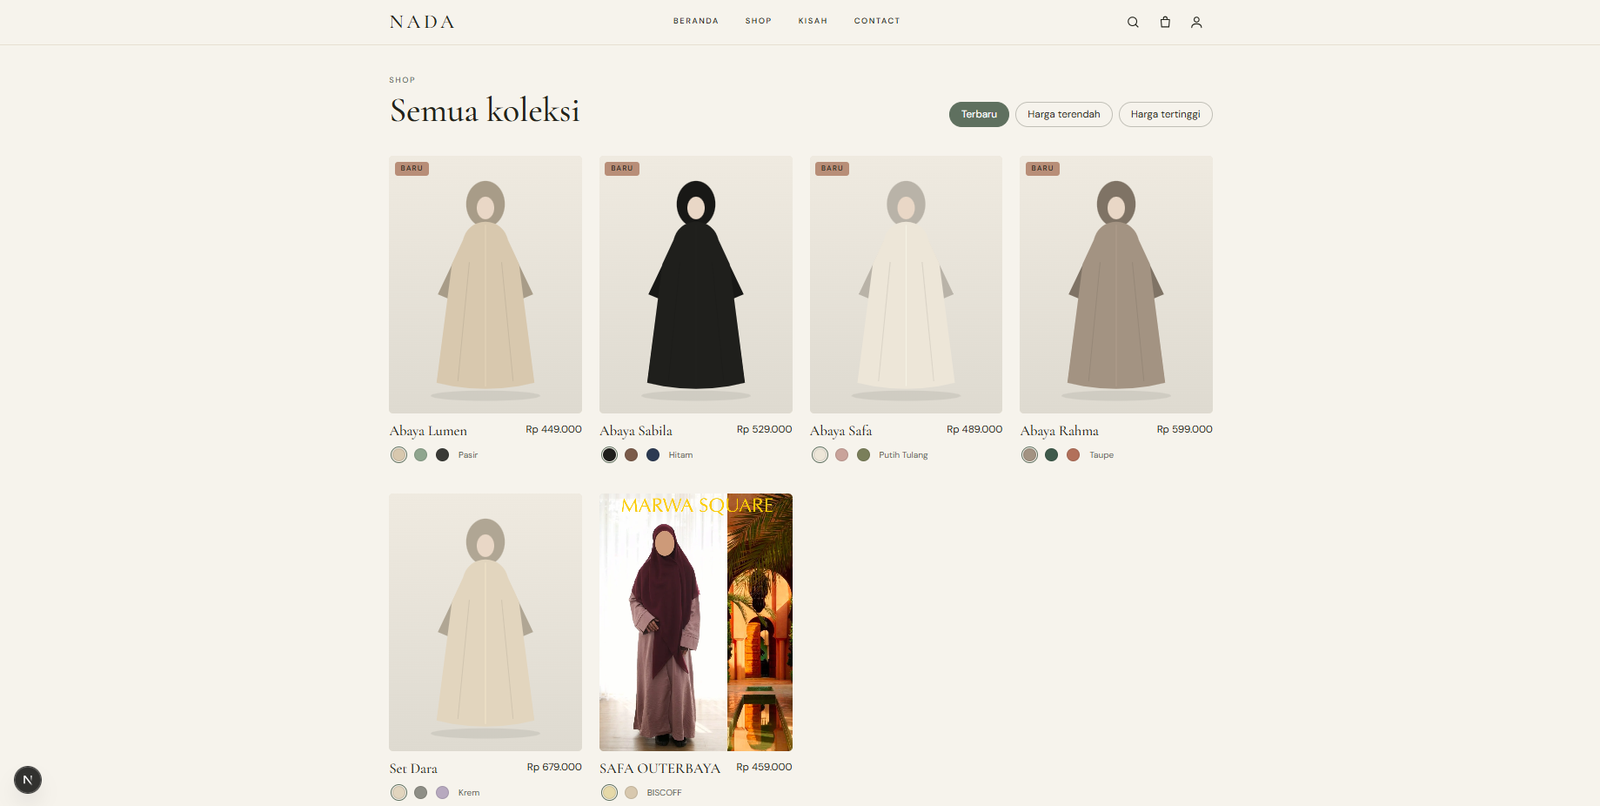 NADA
BERANDA SHOP KISAH CONTACT
SHOP
Semua koleksi
Terbaru Harga terendah Harga tertinggi
BARU BARU BARU BARU
Abaya Lumen Rp 449.000 Abaya Sabila Rp 529.000 Abaya Safa Rp 489.000 Abaya Rahma Rp 599.000
Pasir Hitam Putih Tulang Taupe
MARWA SQUARE
Set Dara Rp 679.000 SAFA OUTERBAYA Rp 459.000
Krem BISCOFF
N